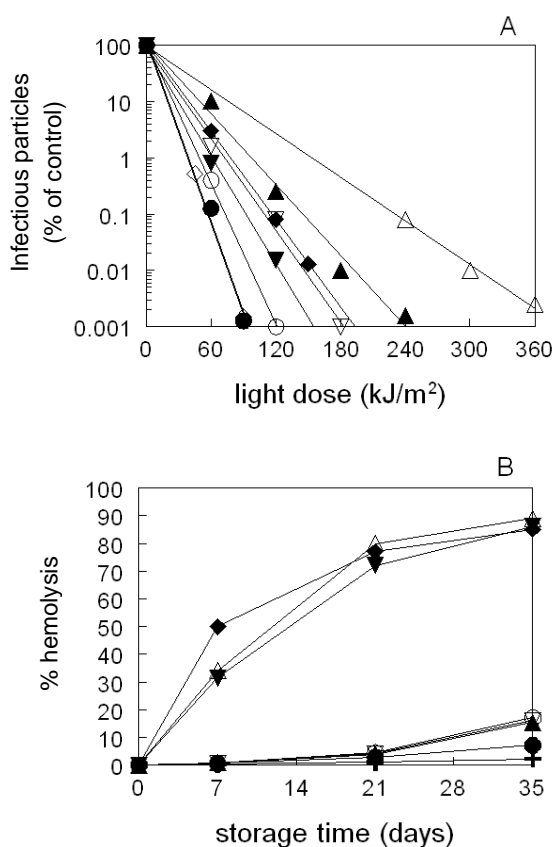 A
Infectious particles
(% of control)
100
10
1
0.1
0.01
0.001
0 60 120 180 240 300 360
light dose (kJ/m²)
B
% hemolysis
100
90
80
70
60
50
40
30
20
10
0
0 7 14 21 28 35
storage time (days)